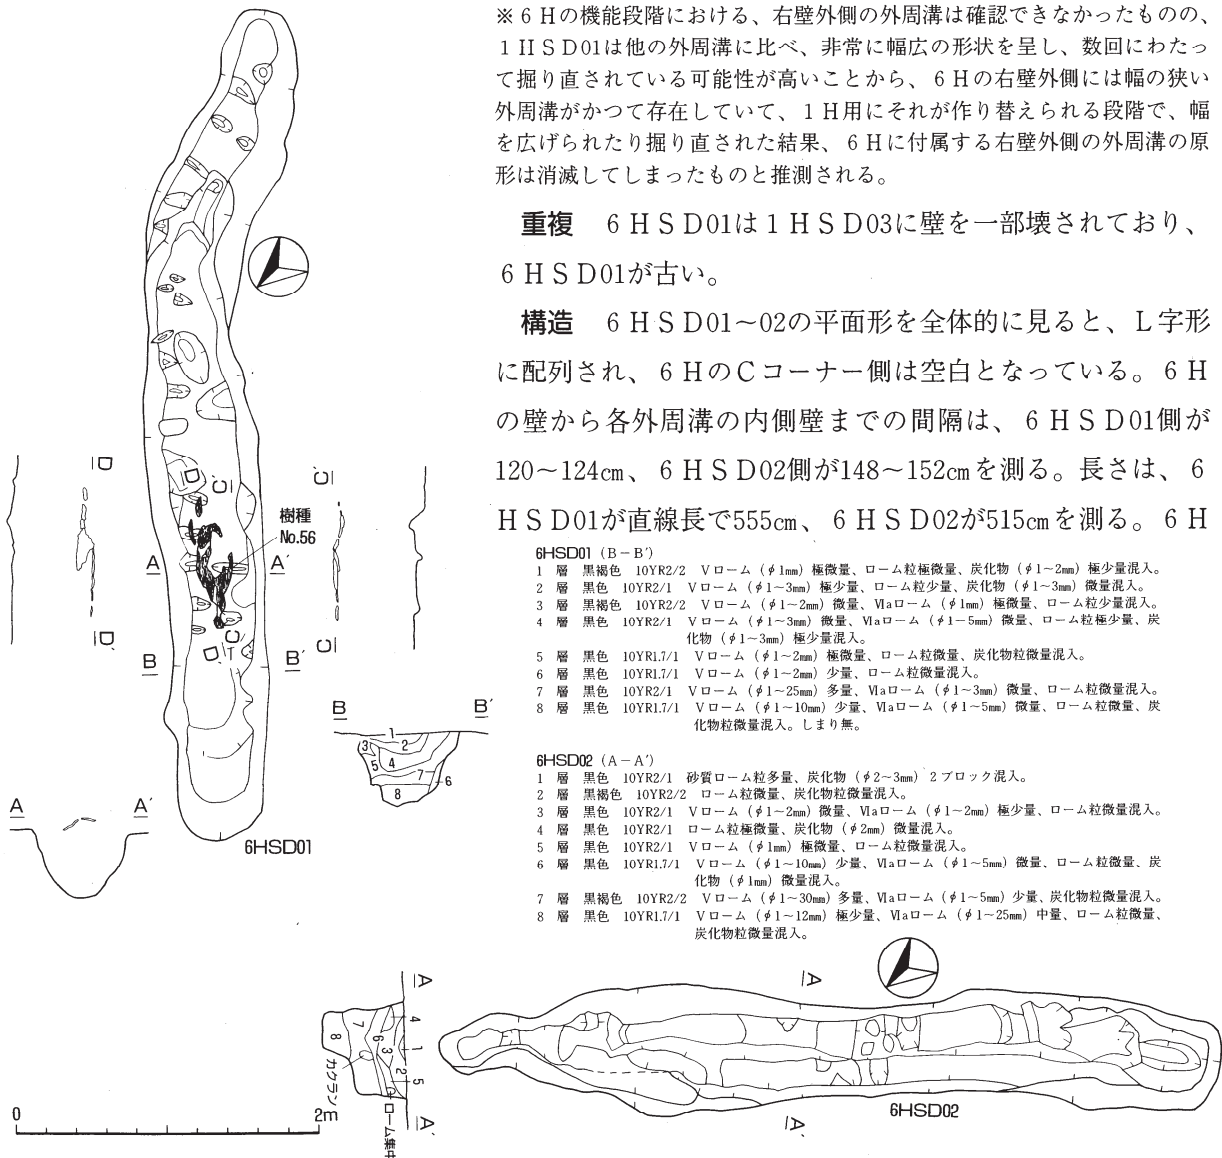 ※6Hの機能段階における、右壁外側の外周溝は確認できなかったものの、
1HSD01は他の外周溝に比べ、非常に幅広の形状を呈し、数回にわたっ
て掘り直されている可能性が高いことから、6Hの右壁外側には幅の狭い
外周溝がかつて存在していて、1H用にそれが作り替えられる段階で、幅
を広げられたり掘り直された結果、6Hに付属する右壁外側の外周溝の原
形は消滅してしまったものと推測される。
重複 6HSD01は1HSD03に壁を一部壊されており、
6HSD01が古い。
構造 6HSD01～02の平面形を全体的に見ると、L字形
に配列され、6HのCコーナー側は空白となっている。6H
の壁から各外周溝の内側壁までの間隔は、6HSD01側が
120～124㎝、6HSD02側が148～152㎝を測る。長さは、6
HSD01が直線長で555㎝、6HSD02が515㎝を測る。6H
6HSD01 (B－B′)
1 層 黒褐色 10YR2/2 Vローム (φ1㎜) 極微量、ローム粒極微量、炭化物 (φ1～2㎜) 極少量混入。
2 層 黒色 10YR2/1 Vローム (φ1～3㎜) 極少量、ローム粒少量、炭化物 (φ1～3㎜) 微量混入。
3 層 黒褐色 10YR2/2 Vローム (φ1～2㎜) 微量、Ⅵaローム (φ1㎜) 極微量、ローム粒少量混入。
4 層 黒色 10YR2/1 Vローム (φ1～3㎜) 微量、Ⅵaローム (φ1－5㎜) 微量、ローム粒極少量、炭
化物 (φ1～3㎜) 極少量混入。
5 層 黒色 10YR1.7/1 Vローム (φ1～2㎜) 極微量、ローム粒微量、炭化物粒微量混入。
6 層 黒色 10YR1.7/1 Vローム (φ1～2㎜) 少量、ローム粒微量混入。
7 層 黒色 10YR2/1 Vローム (φ1～25㎜) 多量、Ⅵaローム (φ1～3㎜) 微量、ローム粒微量混入。
8 層 黒色 10YR1.7/1 Vローム (φ1～10㎜) 少量、Ⅵaローム (φ1～5㎜) 微量、ローム粒微量、炭
化物粒微量混入。しまり無。
6HSD02 (A－A′)
1 層 黒色 10YR2/1 砂質ローム粒多量、炭化物 (φ2～3㎜) 2ブロック混入。
2 層 黒褐色 10YR2/2 ローム粒微量、炭化物粒微量混入。
3 層 黒色 10YR2/1 Vローム (φ1～2㎜) 微量、Ⅵaローム (φ1～2㎜) 極少量、ローム粒微量混入。
4 層 黒色 10YR2/1 ローム粒極微量、炭化物 (φ2㎜) 微量混入。
5 層 黒色 10YR2/1 Vローム (φ1㎜) 極微量、ローム粒微量混入。
6 層 黒色 10YR1.7/1 Vローム (φ1～10㎜) 少量、Ⅵaローム (φ1～5㎜) 微量、ローム粒微量、炭
化物 (φ1㎜) 微量混入。
7 層 黒褐色 10YR2/2 Vローム (φ1～30㎜) 多量、Ⅵaローム (φ1～5㎜) 少量、炭化物粒微量混入。
8 層 黒色 10YR1.7/1 Vローム (φ1～12㎜) 極少量、Ⅵaローム (φ1～25㎜) 中量、ローム粒微量、
炭化物粒微量混入。
D
D′
D
C′
C′
樹種
No.56
A
A′
C
D′
C
B
B′
B
B′
1
2
3
4
5
6
7
8
A
A′
6HSD01
A
A′
1
2
3
4
5
6
7
8
カクラン
ローム集中
A
A′
6HSD02
0
2m